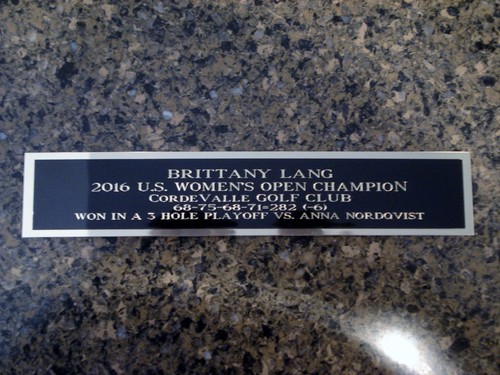 BRITTANY LANG
2016 U.S. WOMEN'S OPEN CHAMPION
CORDEVALLE GOLF CLUB
68-75-68-71=282 (-6)
WON IN A 3 HOLE PLAYOFF VS. ANNA NORDQVIST